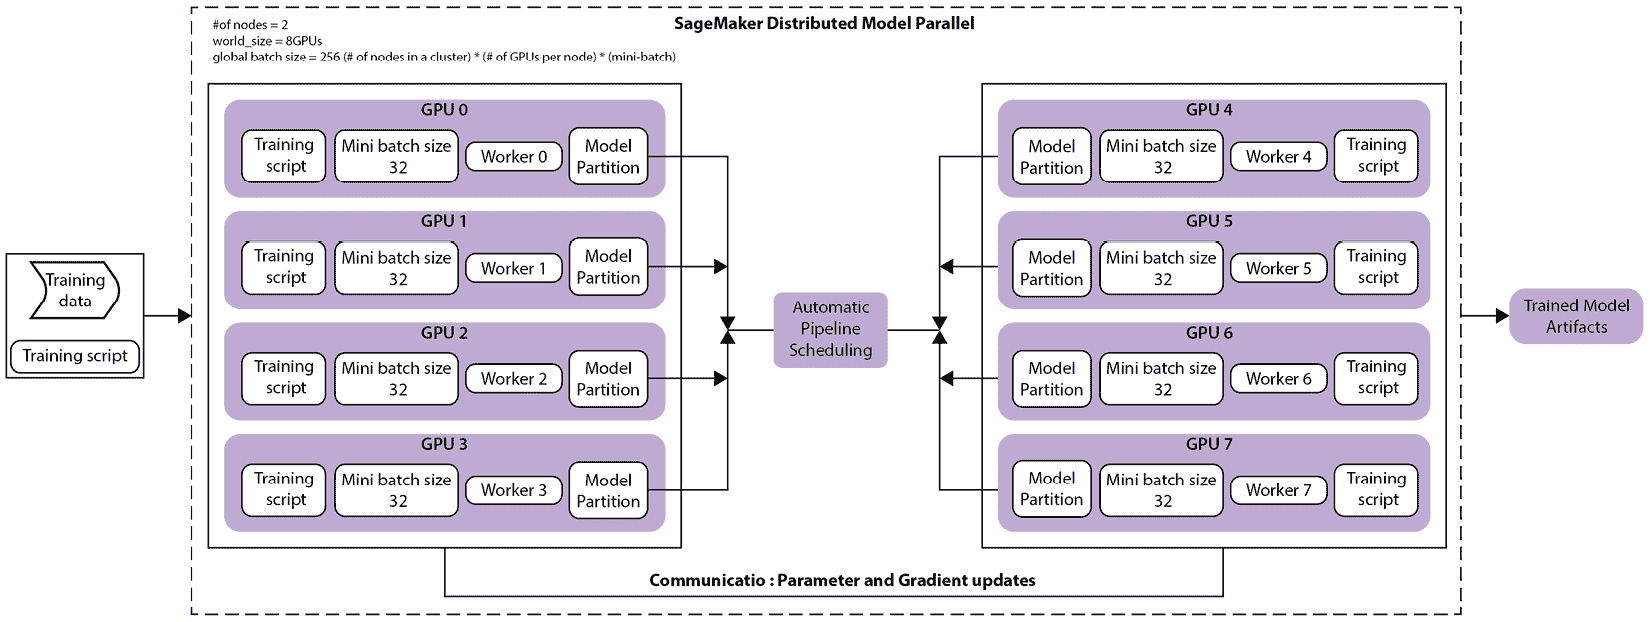 #of nodes = 2
world_size = 8GPUs
global batch size = 256 (# of nodes in a cluster) * (# of GPUs per node) * (mini-batch)
SageMaker Distributed Model Parallel
Training
data
Training script
GPU 0
Training
script
Mini batch size
32
Worker 0
Model
Partition
GPU 1
Training
script
Mini batch size
32
Worker 1
Model
Partition
GPU 2
Training
script
Mini batch size
32
Worker 2
Model
Partition
GPU 3
Training
script
Mini batch size
32
Worker 3
Model
Partition
Automatic
Pipeline
Scheduling
GPU 4
Model
Partition
Mini batch size
32
Worker 4
Training
script
GPU 5
Model
Partition
Mini batch size
32
Worker 5
Training
script
GPU 6
Model
Partition
Mini batch size
32
Worker 6
Training
script
GPU 7
Model
Partition
Mini batch size
32
Worker 7
Training
script
Communicatio : Parameter and Gradient updates
Trained Model
Artifacts